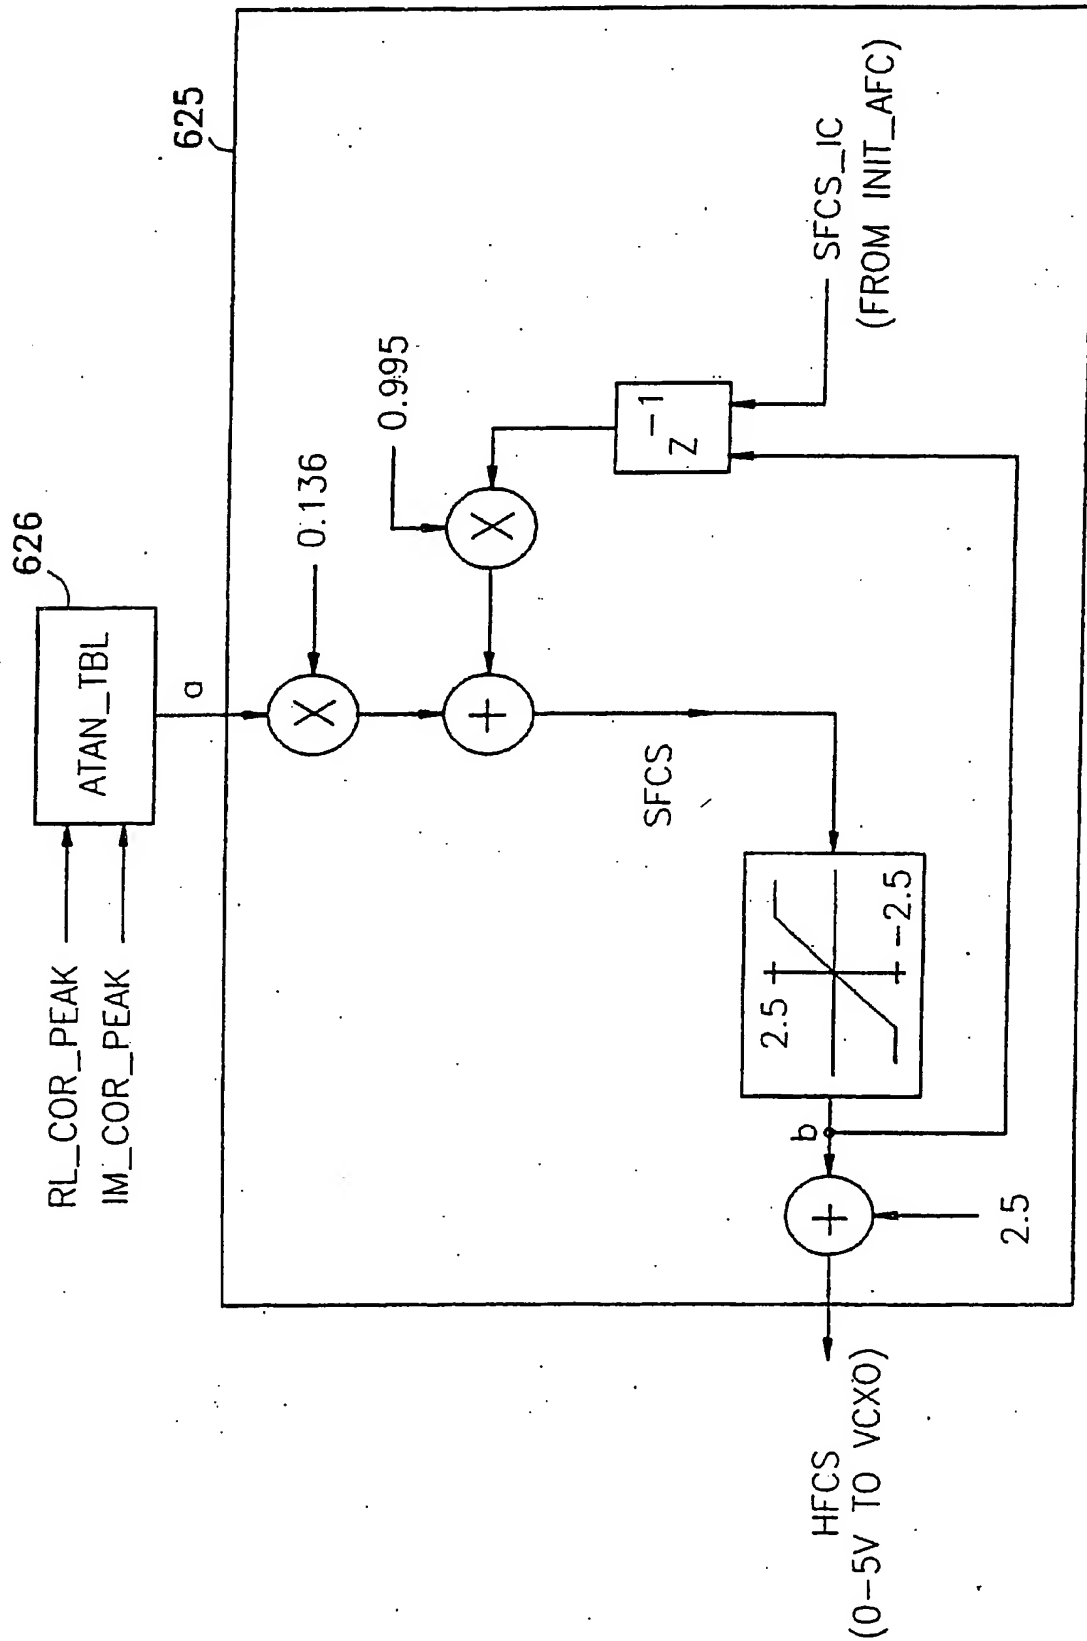 RL_COR_PEAK
IM_COR_PEAK
ATAN_TBL
626
a
625
0.136
0.995
Z⁻¹
SFCS_IC
(FROM INIT_AFC)
X
X
+
SFCS
2.5
-2.5
b
+
2.5
HFCS
(0-5V TO VCXO)